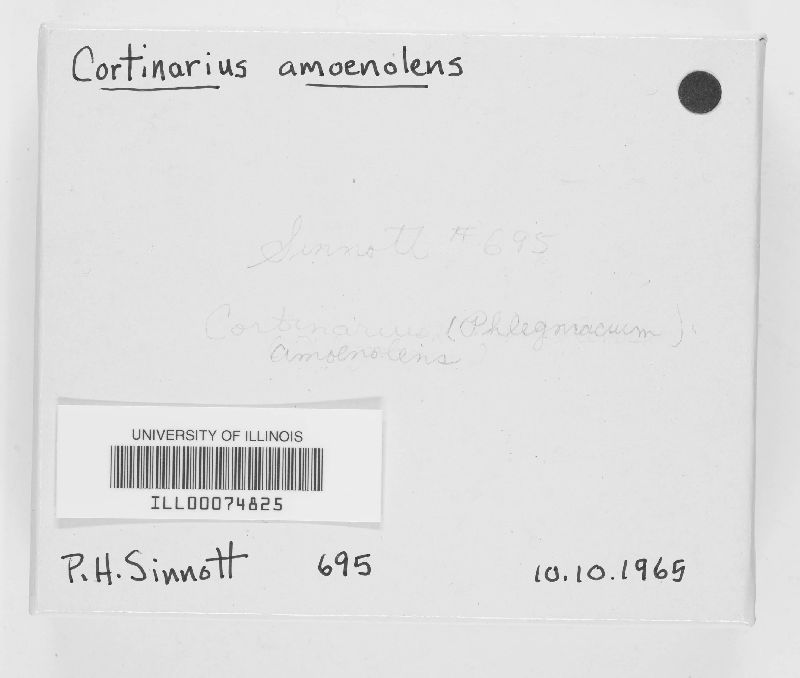 Cortinarius amoenolens
Sinnott #695
Cortinarius (Phlegmacium)
amoenolens
UNIVERSITY OF ILLINOIS
ILL00074825
P.H. Sinnott 695 10.10.1965